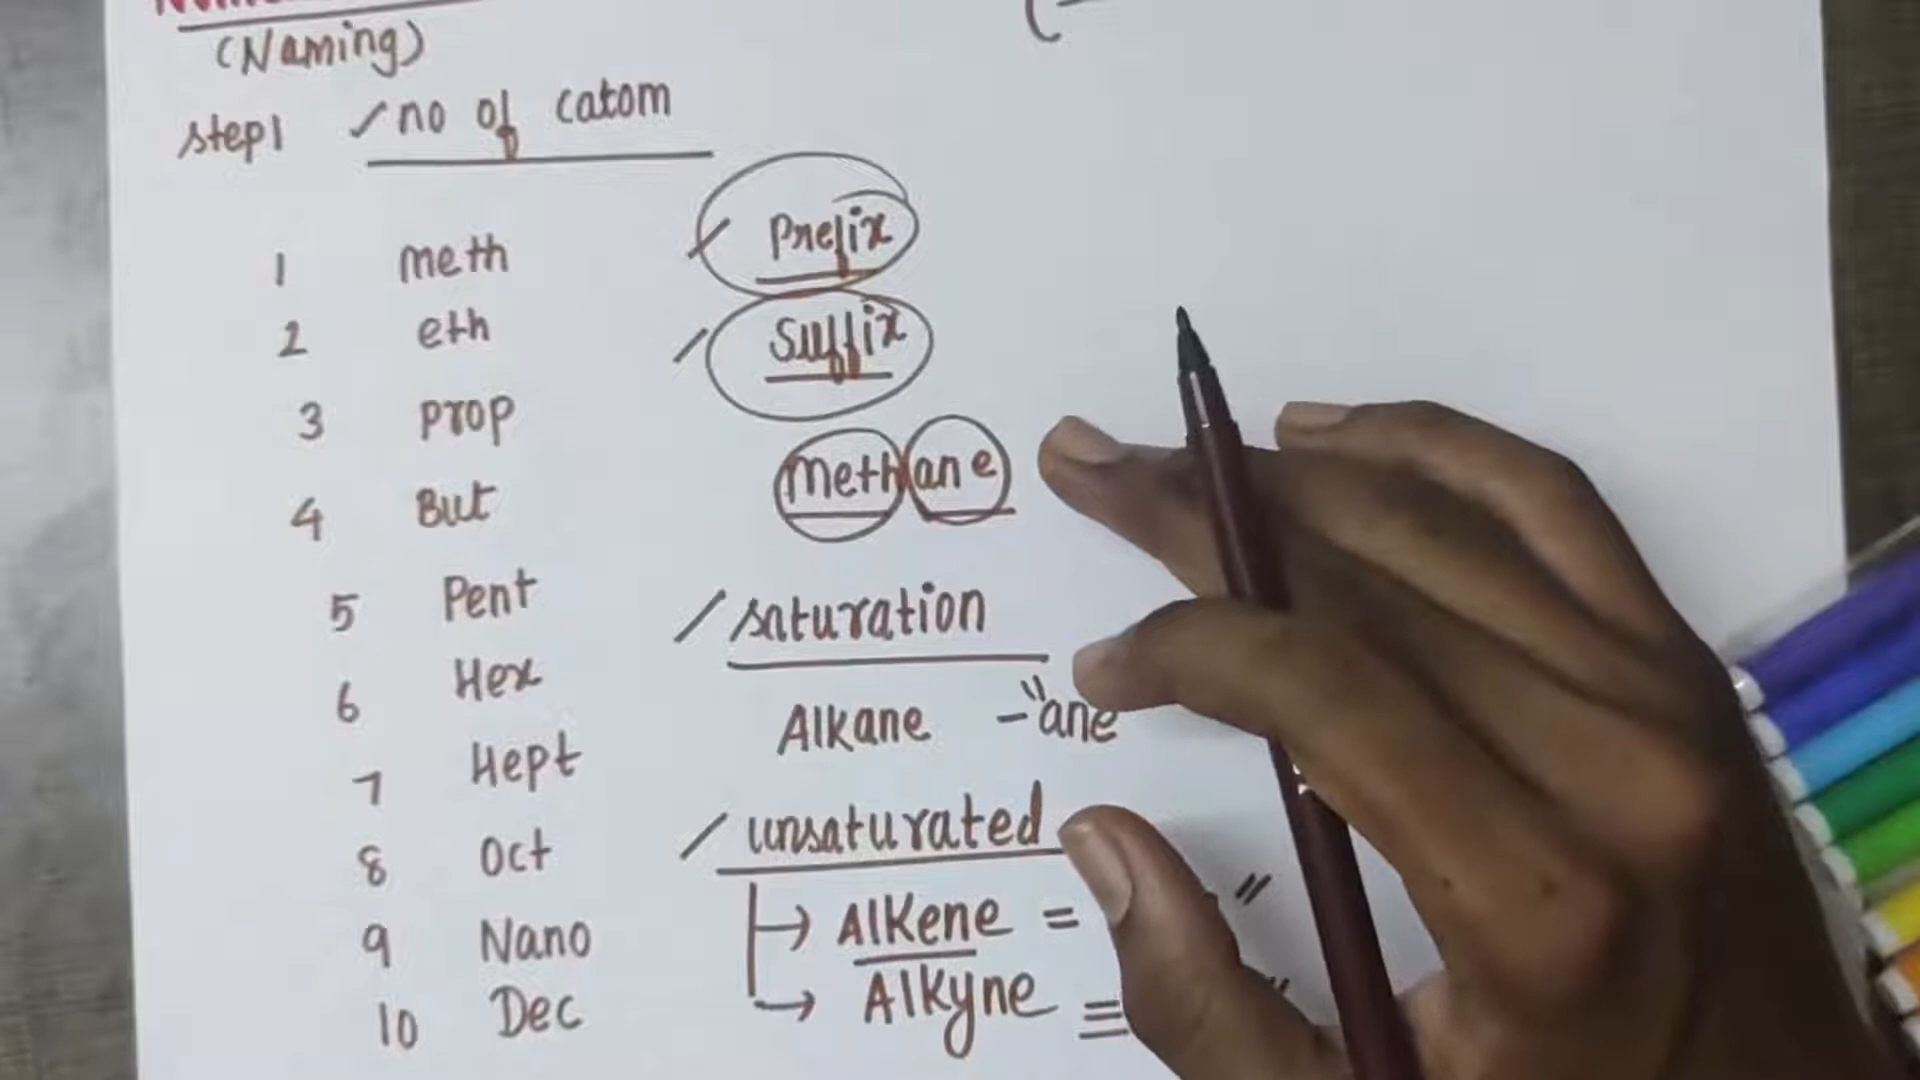 (Naming)
step1 ✓no of catom
1 meth
2 eth
3 prop
4 But
5 Pent
6 Hex
7 Hept
8 Oct
9 Nano
10 Dec
Prefix
Suffix
methane
saturation
Alkane - "ane
unsaturated
→ Alkene = "
→ Alkyne ≡ "